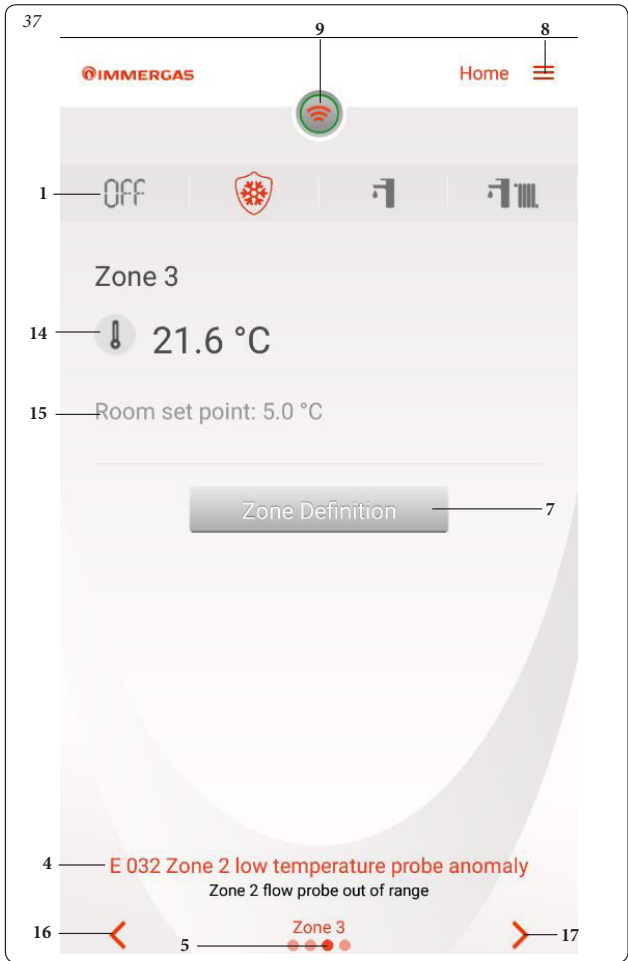 37
9
8
IMMERGAS
Home
1
OFF
Zone 3
14
21.6 °C
15
Room set point: 5.0 °C
Zone Definition
7
4
E 032 Zone 2 low temperature probe anomaly
Zone 2 flow probe out of range
16
Zone 3
17
5